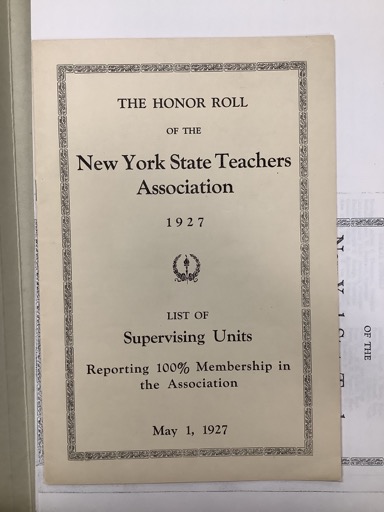 THE HONOR ROLL
OF THE
New York State Teachers
Association
1927
LIST OF
Supervising Units
Reporting 100% Membership in
the Association
May 1, 1927
OF THE